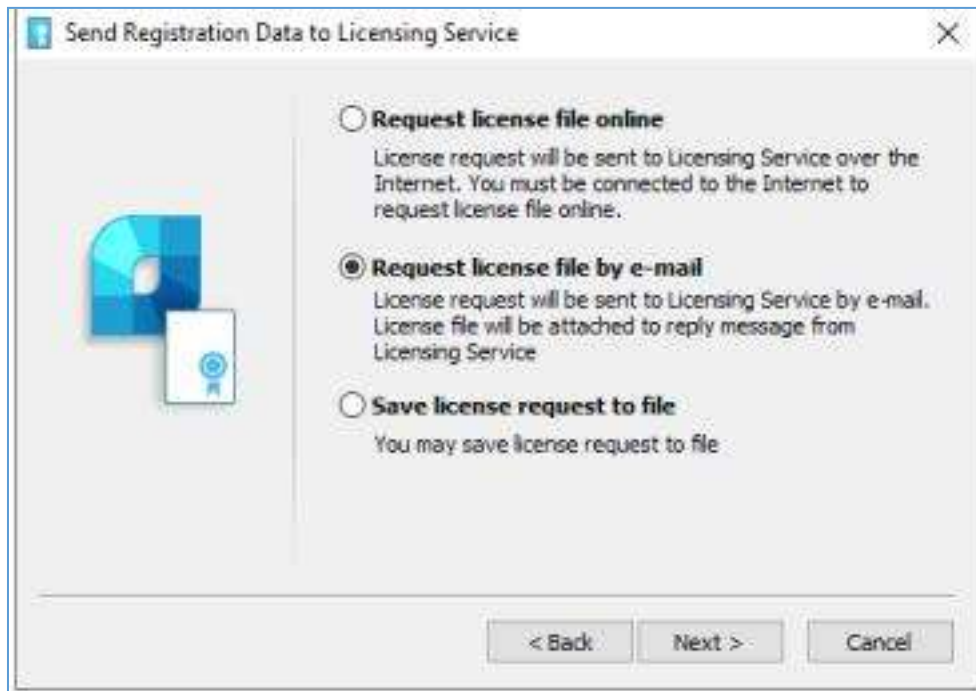 Send Registration Data to Licensing Service
Request license file online
License request will be sent to Licensing Service over the
Internet. You must be connected to the Internet to
request license file online.
Request license file by e-mail
License request will be sent to Licensing Service by e-mail.
License file will be attached to reply message from
Licensing Service
Save license request to file
You may save license request to file
< Back
Next >
Cancel